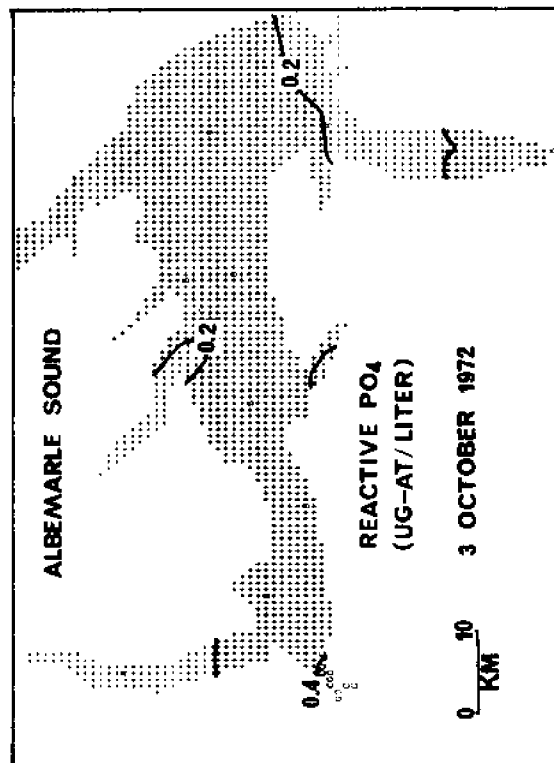 ALBEMARLE SOUND
0.2
0.2
0.4
REACTIVE PO₄
(UG-AT/LITER)
3 OCTOBER 1972
0 10
KM